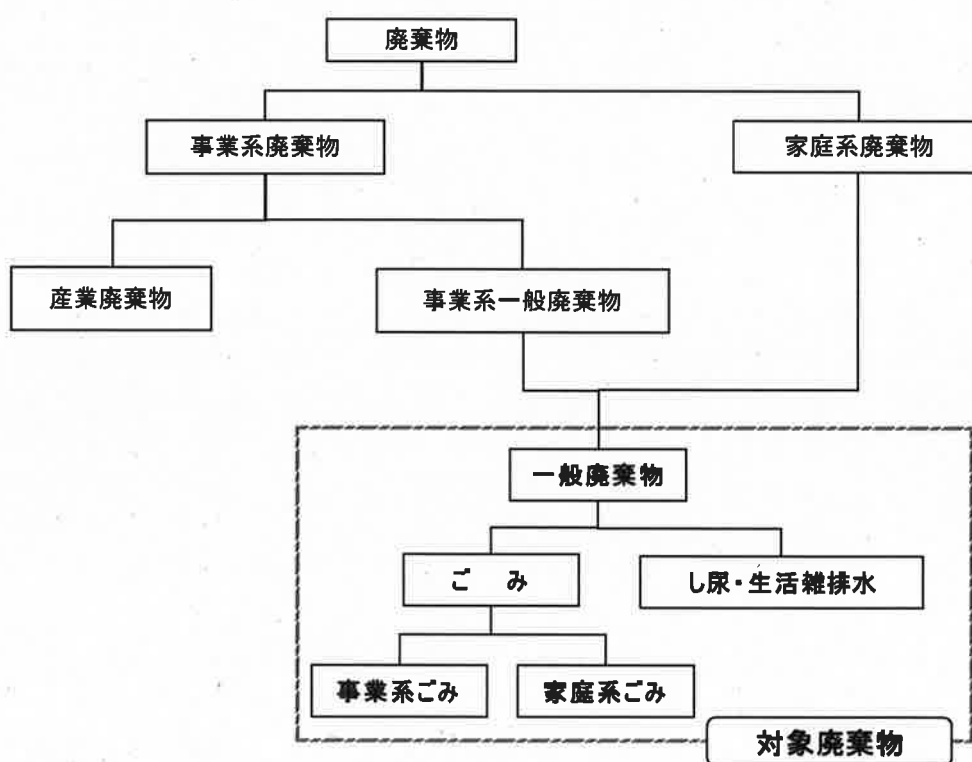 廃棄物
事業系廃棄物
家庭系廃棄物
産業廃棄物
事業系一般廃棄物
一般廃棄物
ご　み
し尿・生活雑排水
事業系ごみ
家庭系ごみ
対象廃棄物